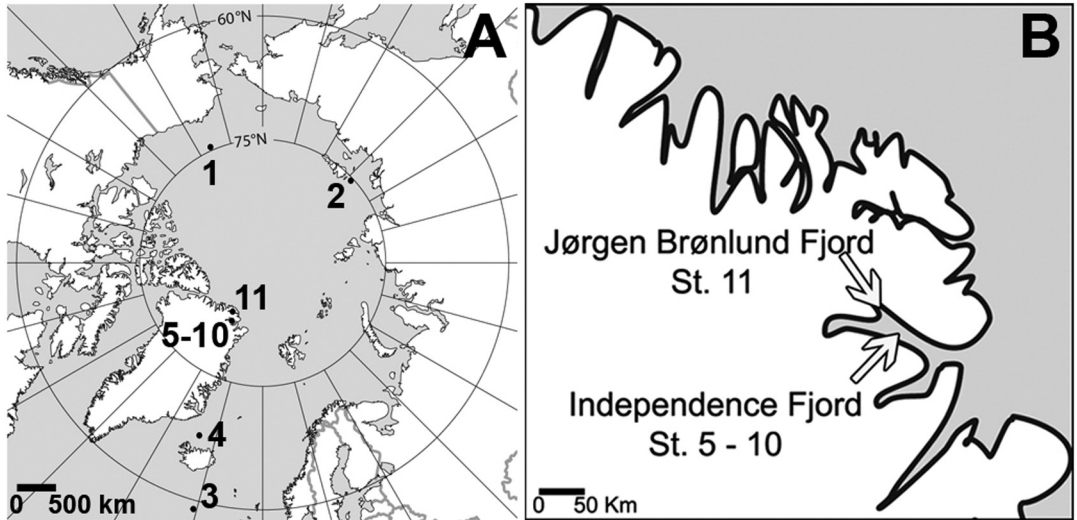 60°N
A
75°N
1
2
11
5-10
4
3
0 500 km
B
Jørgen Brønlund Fjord
St. 11
Independence Fjord
St. 5 - 10
0 50 Km